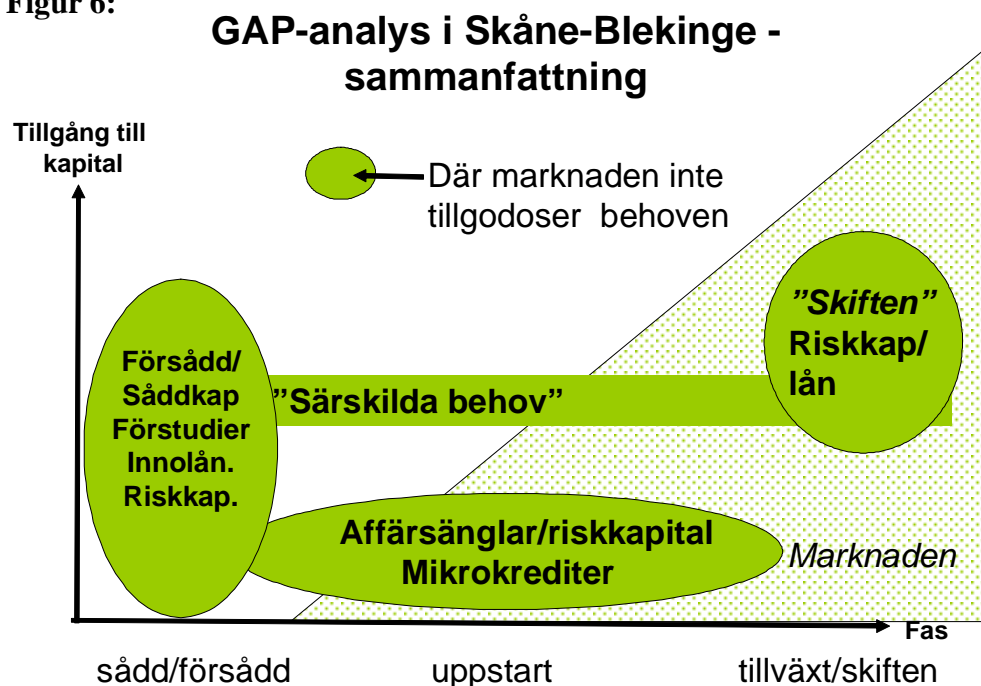 Figur 6:
GAP-analys i Skåne-Blekinge -
sammanfattning
Tillgång till
kapital
Där marknaden inte
tillgodoser behoven
”Skiften”
Riskkap/
lån
Försådd/
Såddkap
Förstudier
Innolån.
Riskkap.
”Särskilda behov”
Affärsänglar/riskkapital
Mikrokrediter
Marknaden
Fas
sådd/försådd
uppstart
tillväxt/skiften